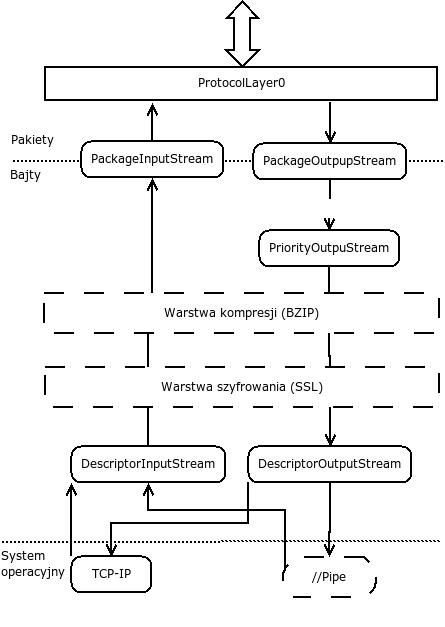 ProtocolLayer0
Pakiety
PackageInputStream
PackageOutpupStream
Bajty
PriorityOutpuStream
Warstwa kompresji (BZIP)
Warstwa szyfrowania (SSL)
DescriptorInputStream
DescriptorOutputStream
System
operacyjny
TCP-IP
//Pipe